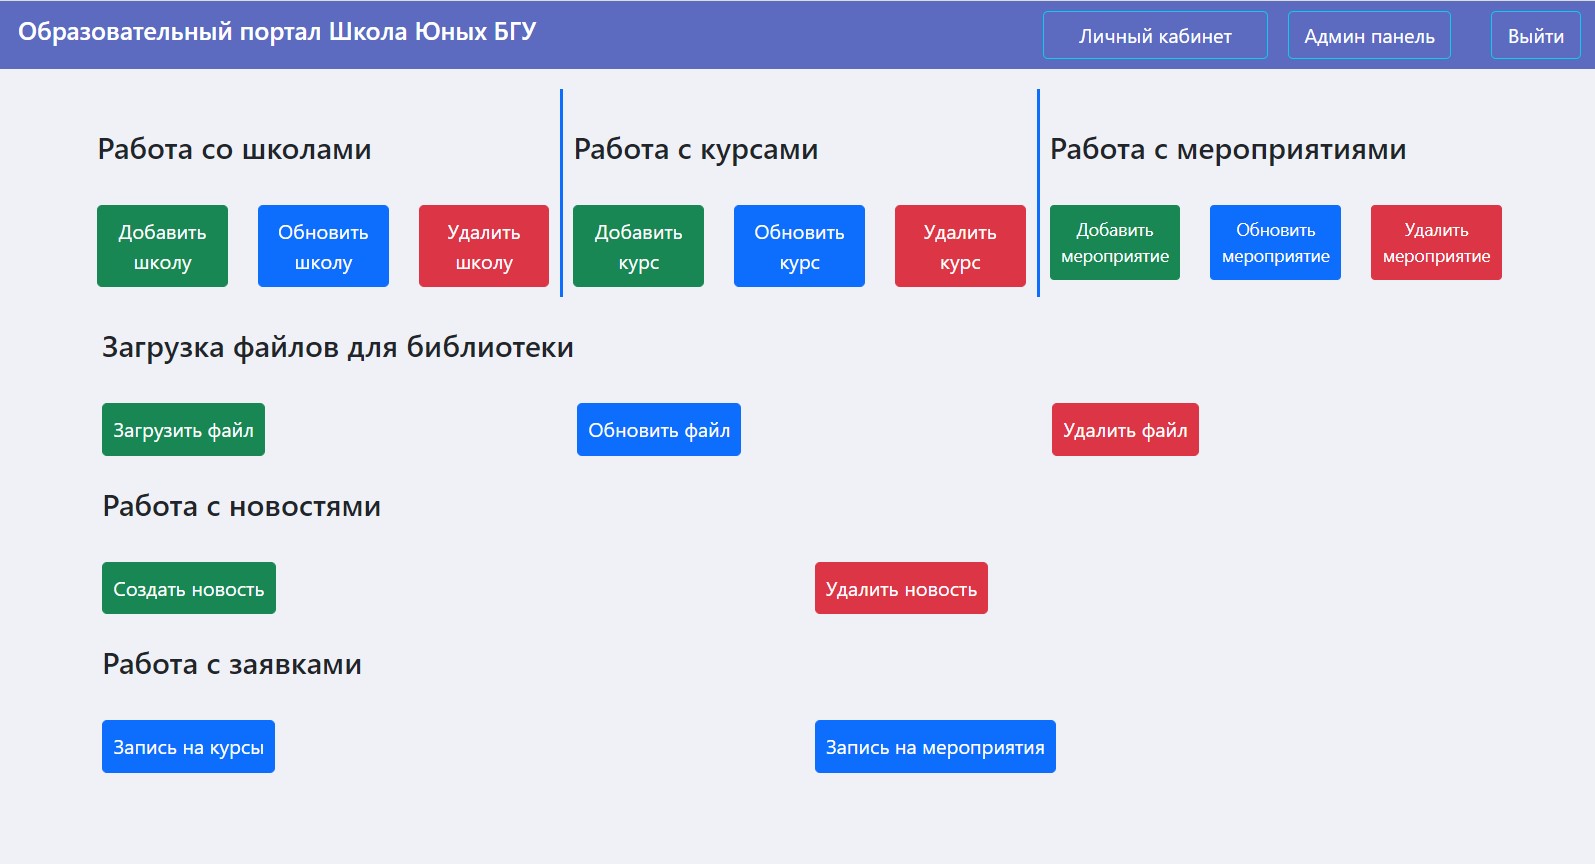 Образовательный портал Школа Юных БГУ
Личный кабинет
Админ панель
Выйти
Работа со школами
Добавить
школу
Обновить
школу
Удалить
школу
Работа с курсами
Добавить
курс
Обновить
курс
Удалить
курс
Работа с мероприятиями
Добавить
мероприятие
Обновить
мероприятие
Удалить
мероприятие
Загрузка файлов для библиотеки
Загрузить файл
Обновить файл
Удалить файл
Работа с новостями
Создать новость
Удалить новость
Работа с заявками
Запись на курсы
Запись на мероприятия